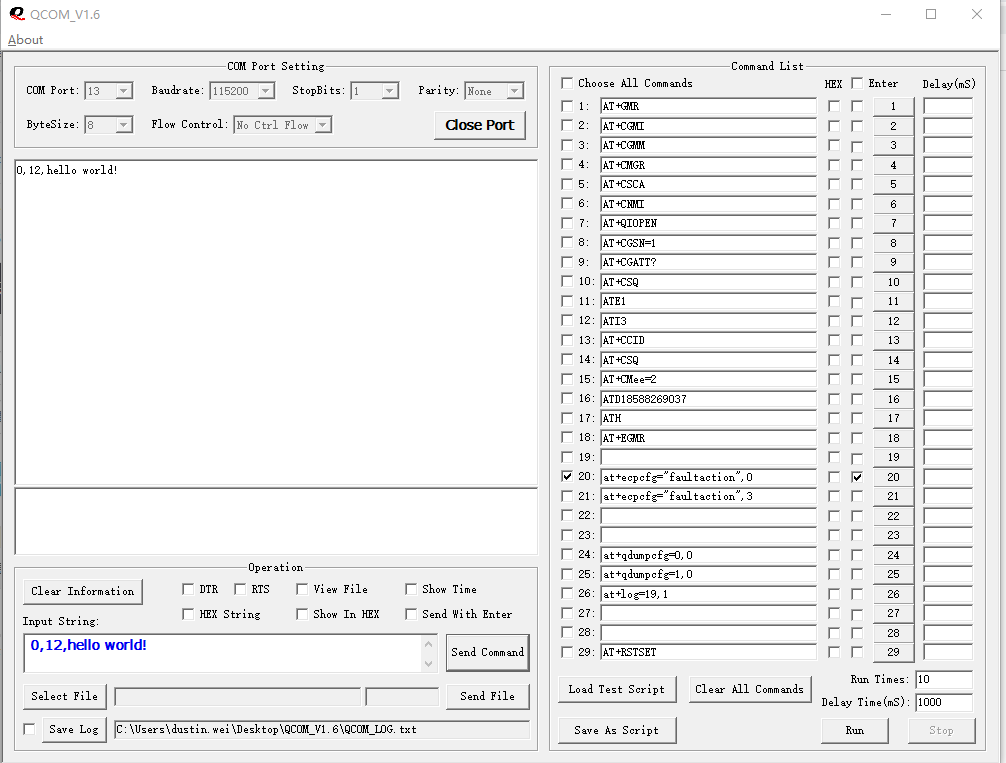 QCOM_V1.6
About
COM Port Setting
COM Port: 13 Baudrate: 115200 StopBits: 1 Parity: None
ByteSize: 8 Flow Control: No Ctrl Flow Close Port
0,12,hello world!
Operation
Clear Information DTR RTS View File Show Time
HEX String Show In HEX Send With Enter
Input String:
0,12,hello world!
Send Command
Select File Send File
Save Log C:\Users\dustin.wei\Desktop\QCOM_V1.6\QCOM_LOG.txt
Command List
Choose All Commands HEX Enter Delay(mS)
1: AT+GMR 1
2: AT+CGMI 2
3: AT+CGMM 3
4: AT+CMGR 4
5: AT+CSCA 5
6: AT+CNMI 6
7: AT+QIOPEN 7
8: AT+CGSN=1 8
9: AT+CGATT? 9
10: AT+CSQ 10
11: ATE1 11
12: ATI3 12
13: AT+CCID 13
14: AT+CSQ 14
15: AT+CMee=2 15
16: ATD18588269037 16
17: ATH 17
18: AT+EGMR 18
19: 19
20: at+ecpcfg="faultaction",0 20
21: at+ecpcfg="faultaction",3 21
22: 22
23: 23
24: at+qdumpcfg=0,0 24
25: at+qdumpcfg=1,0 25
26: at+log=19,1 26
27: 27
28: 28
29: AT+RSTSET 29
Load Test Script Clear All Commands Run Times: 10
Delay Time(mS): 1000
Save As Script Run Stop